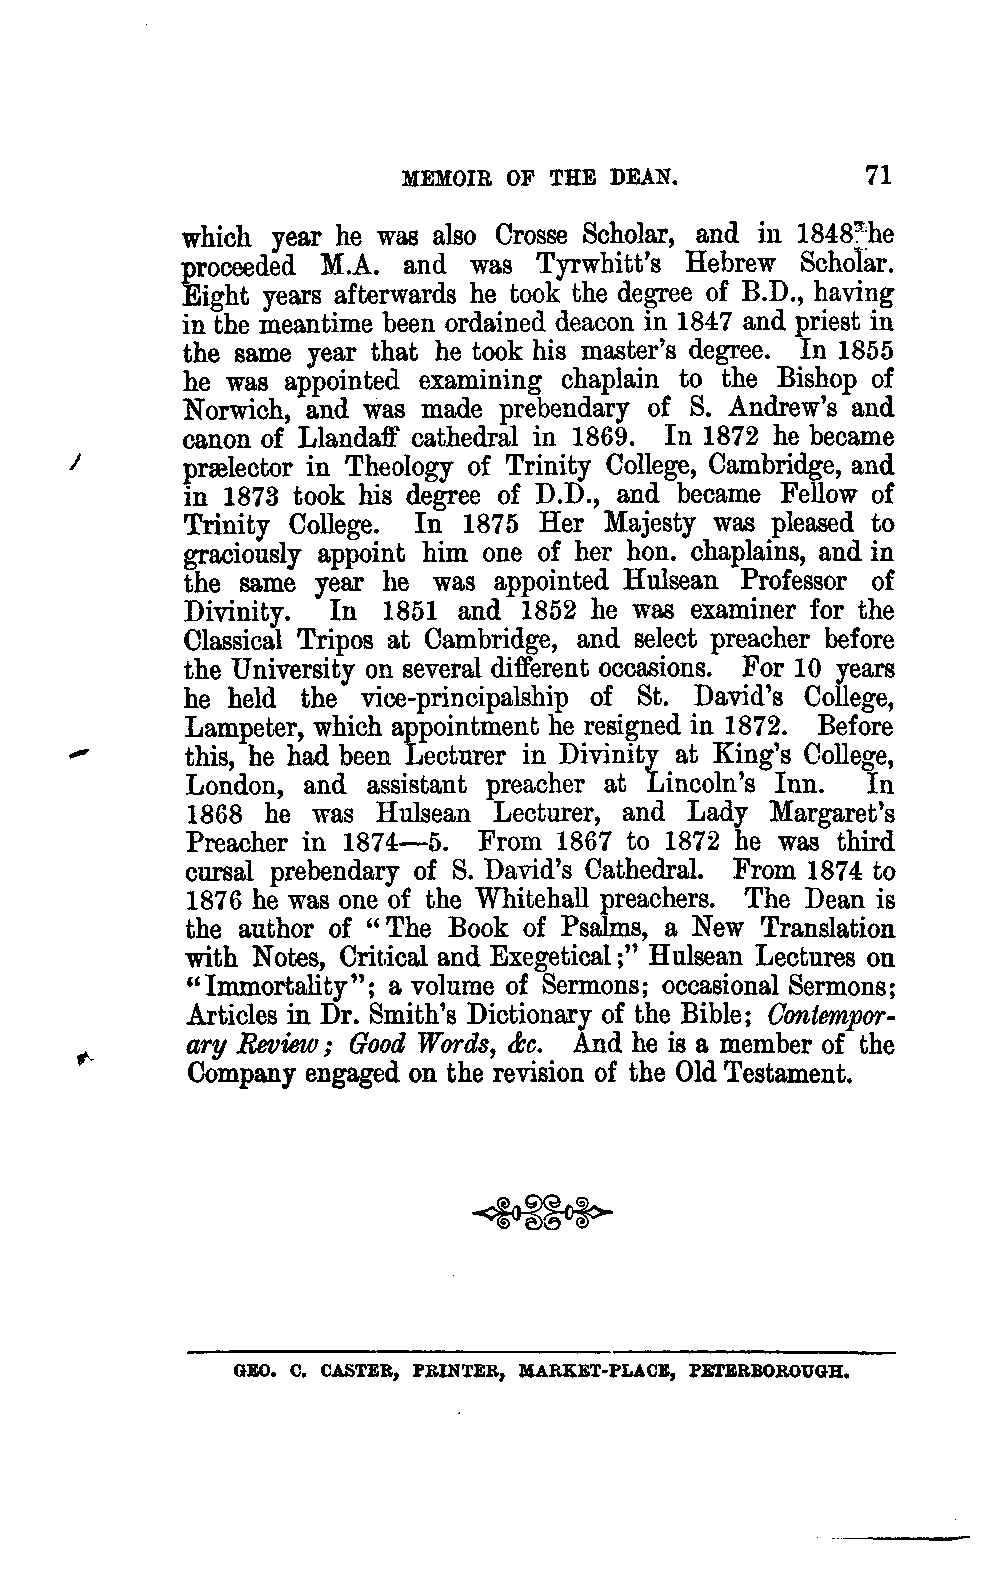 MEMOIR OF THE DEAN. 71
which year he was also Crosse Scholar, and in 1848 he
proceeded M.A. and was Tyrwhitt's Hebrew Scholar.
Eight years afterwards he took the degree of B.D., having
in the meantime been ordained deacon in 1847 and priest in
the same year that he took his master's degree. In 1855
he was appointed examining chaplain to the Bishop of
Norwich, and was made prebendary of S. Andrew's and
canon of Llandaff cathedral in 1869. In 1872 he became
prælector in Theology of Trinity College, Cambridge, and
in 1873 took his degree of D.D., and became Fellow of
Trinity College. In 1875 Her Majesty was pleased to
graciously appoint him one of her hon. chaplains, and in
the same year he was appointed Hulsean Professor of
Divinity. In 1851 and 1852 he was examiner for the
Classical Tripos at Cambridge, and select preacher before
the University on several different occasions. For 10 years
he held the vice-principalship of St. David's College,
Lampeter, which appointment he resigned in 1872. Before
this, he had been Lecturer in Divinity at King's College,
London, and assistant preacher at Lincoln's Inn. In
1868 he was Hulsean Lecturer, and Lady Margaret's
Preacher in 1874—5. From 1867 to 1872 he was third
cursal prebendary of S. David's Cathedral. From 1874 to
1876 he was one of the Whitehall preachers. The Dean is
the author of "The Book of Psalms, a New Translation
with Notes, Critical and Exegetical;" Hulsean Lectures on
"Immortality"; a volume of Sermons; occasional Sermons;
Articles in Dr. Smith's Dictionary of the Bible; Contempor-
ary Review; Good Words, &c. And he is a member of the
Company engaged on the revision of the Old Testament.
GEO. C. CASTER, PRINTER, MARKET-PLACE, PETERBOROUGH.